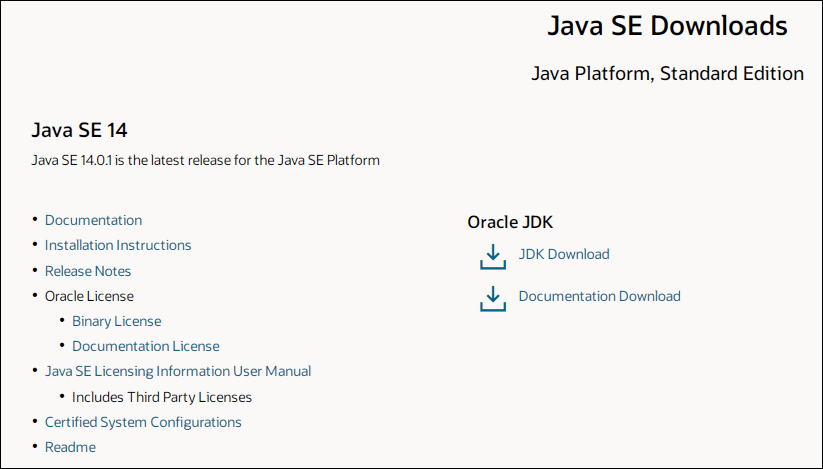 Java SE Downloads
Java Platform, Standard Edition
Java SE 14
Java SE 14.0.1 is the latest release for the Java SE Platform
• Documentation
• Installation Instructions
• Release Notes
• Oracle License
• Binary License
• Documentation License
• Java SE Licensing Information User Manual
• Includes Third Party Licenses
• Certified System Configurations
• Readme
Oracle JDK
JDK Download
Documentation Download